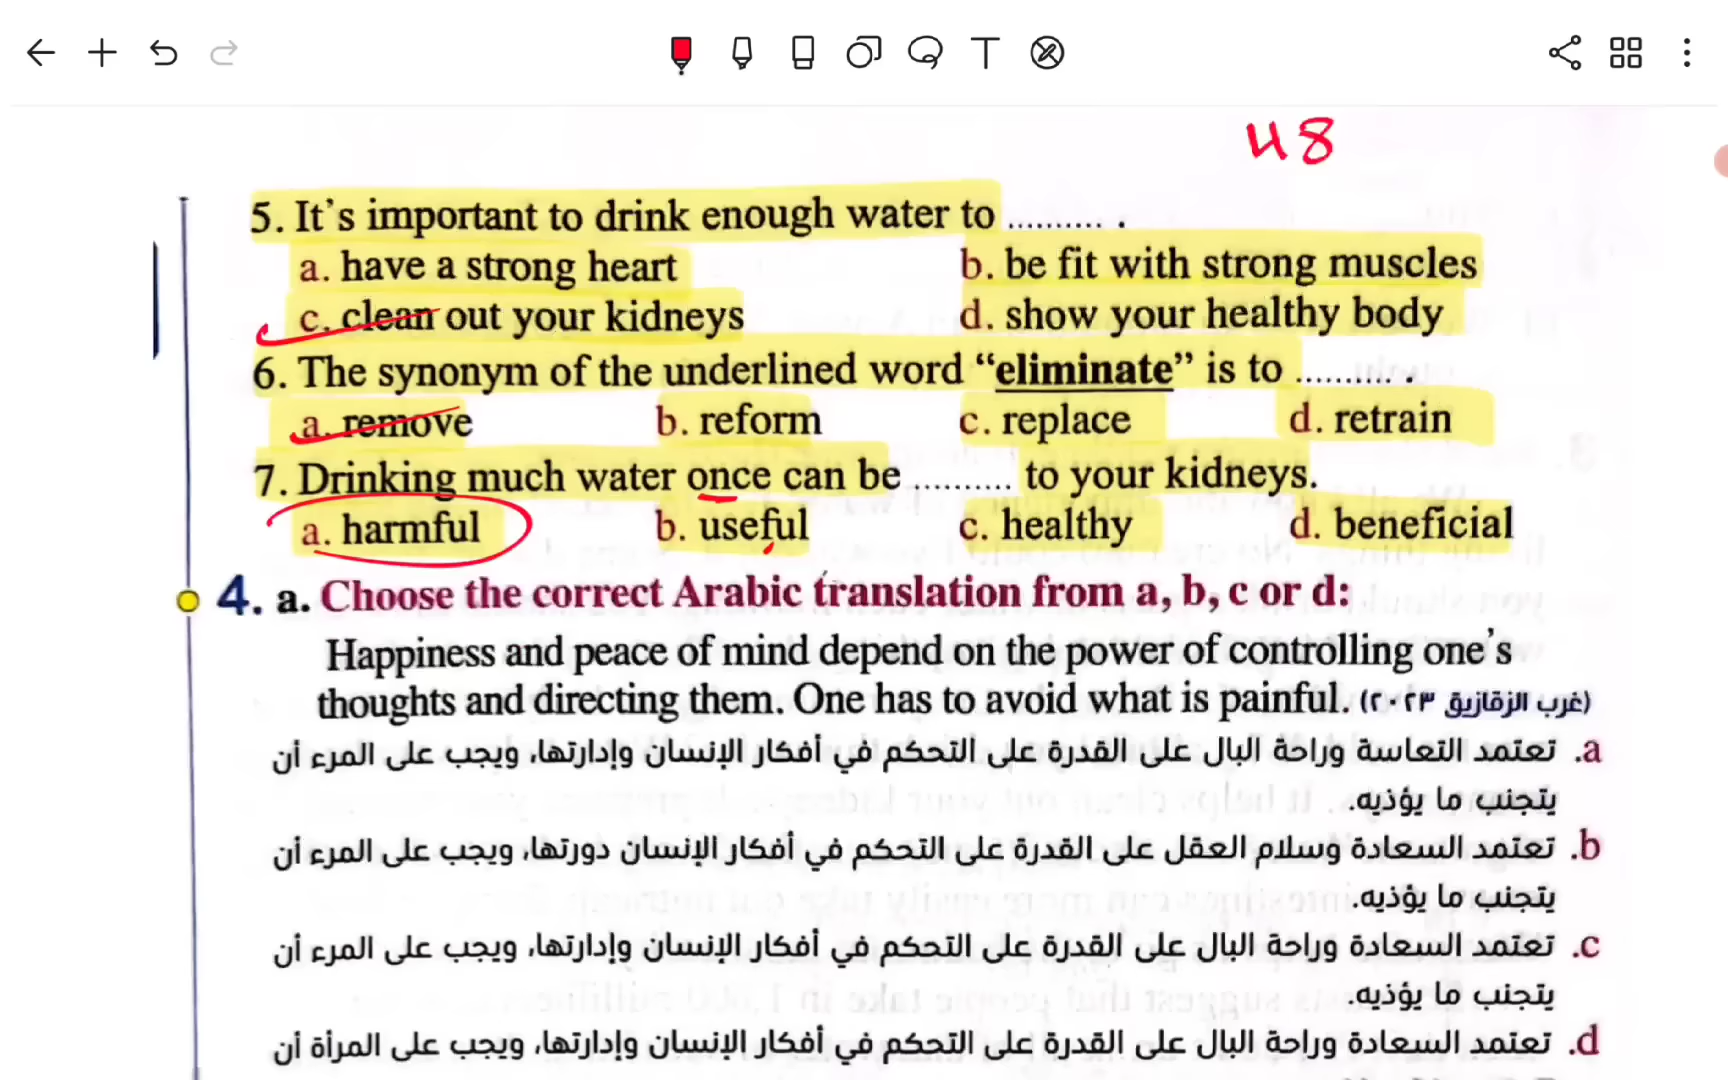 48
5. It's important to drink enough water to .......... .
a. have a strong heart
b. be fit with strong muscles
c. clean out your kidneys
d. show your healthy body
6. The synonym of the underlined word “eliminate” is to .......... .
a. remove
b. reform
c. replace
d. retrain
7. Drinking much water once can be .......... to your kidneys.
a. harmful
b. useful
c. healthy
d. beneficial
4. a. Choose the correct Arabic translation from a, b, c or d:
Happiness and peace of mind depend on the power of controlling one's
thoughts and directing them. One has to avoid what is painful. (غرب الزقازيق ٢٠٢٣)
a. تعتمد التعاسة وراحة البال على القدرة على التحكم في أفكار الإنسان وإدارتها، ويجب على المرء أن
يتجنب ما يؤذيه.
b. تعتمد السعادة وسلام العقل على القدرة على التحكم في أفكار الإنسان دورتها، ويجب على المرء أن
يتجنب ما يؤذيه.
c. تعتمد السعادة وراحة البال على القدرة على التحكم في أفكار الإنسان وإدارتها، ويجب على المرء أن
يتجنب ما يؤذيه.
d. تعتمد السعادة وراحة البال على القدرة على التحكم في أفكار الإنسان وإدارتها، ويجب على المرأة أن